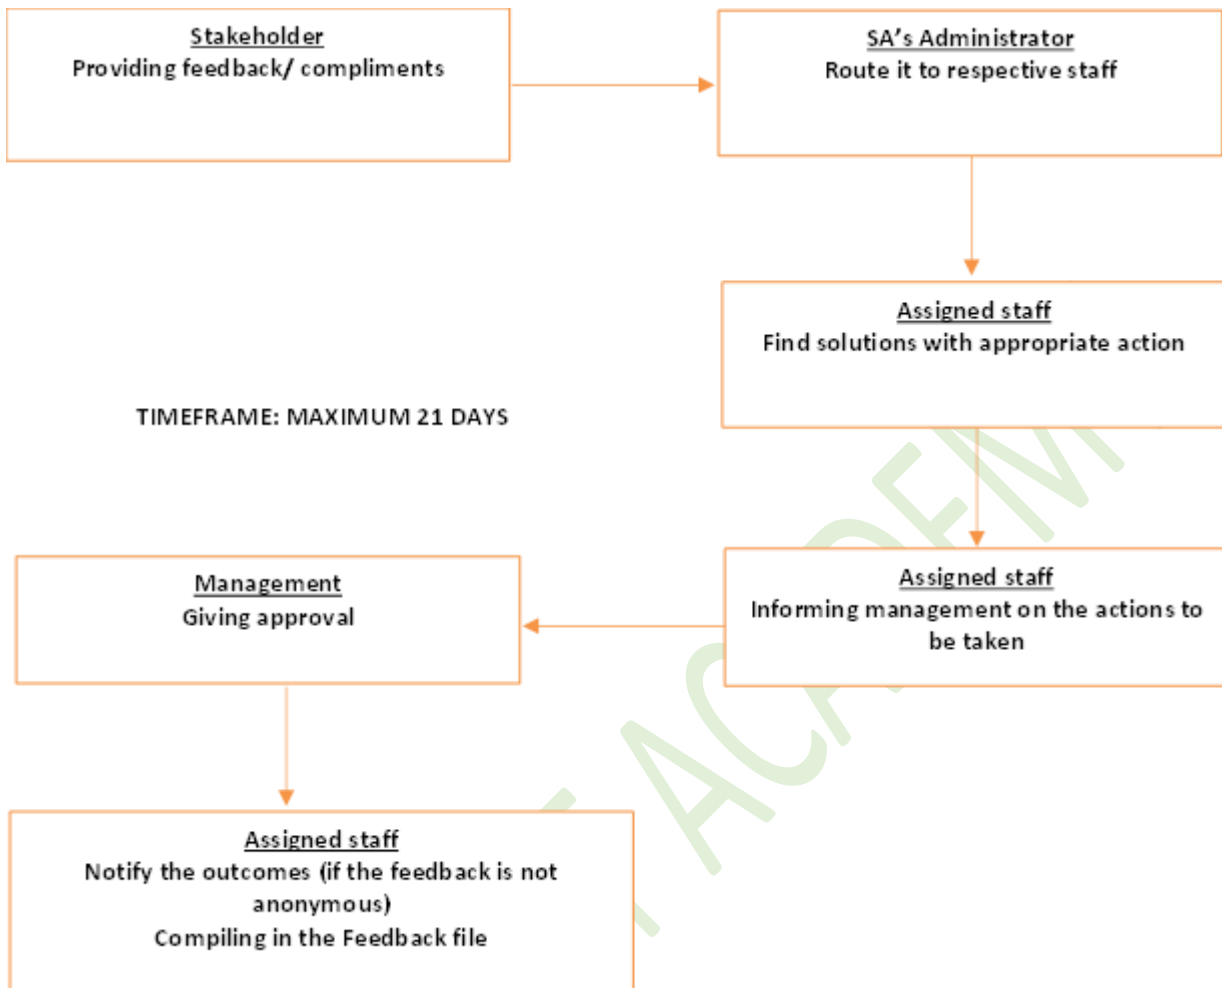 Stakeholder
Providing feedback/ compliments
SA's Administrator
Route it to respective staff
Assigned staff
Find solutions with appropriate action
TIMEFRAME: MAXIMUM 21 DAYS
Assigned staff
Informing management on the actions to
be taken
Management
Giving approval
Assigned staff
Notify the outcomes (if the feedback is not
anonymous)
Compiling in the Feedback file